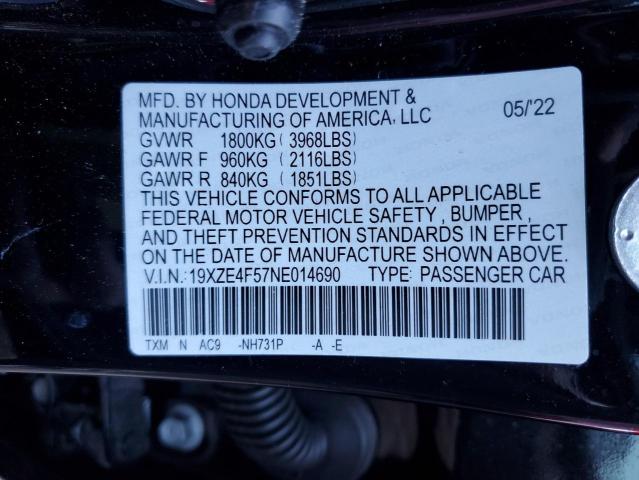 MFD. BY HONDA DEVELOPMENT &
MANUFACTURING OF AMERICA, LLC 05/'22
GVWR 1800KG ( 3968LBS)
GAWR F 960KG ( 2116LBS)
GAWR R 840KG ( 1851LBS)
THIS VEHICLE CONFORMS TO ALL APPLICABLE
FEDERAL MOTOR VEHICLE SAFETY , BUMPER ,
AND THEFT PREVENTION STANDARDS IN EFFECT
ON THE DATE OF MANUFACTURE SHOWN ABOVE.
V.I.N.: 19XZE4F57NE014690 TYPE: PASSENGER CAR
TXM N AC9 -NH731P -A -E